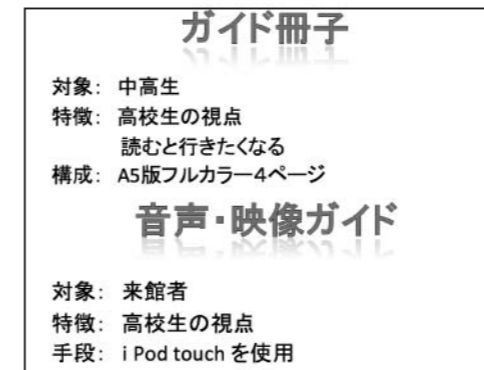 ガイド冊子
対象： 中高生
特徴： 高校生の視点
読むと行きたくなる
構成： A5版フルカラー4ページ
音声・映像ガイド
対象： 来館者
特徴： 高校生の視点
手段： i Pod touch を使用